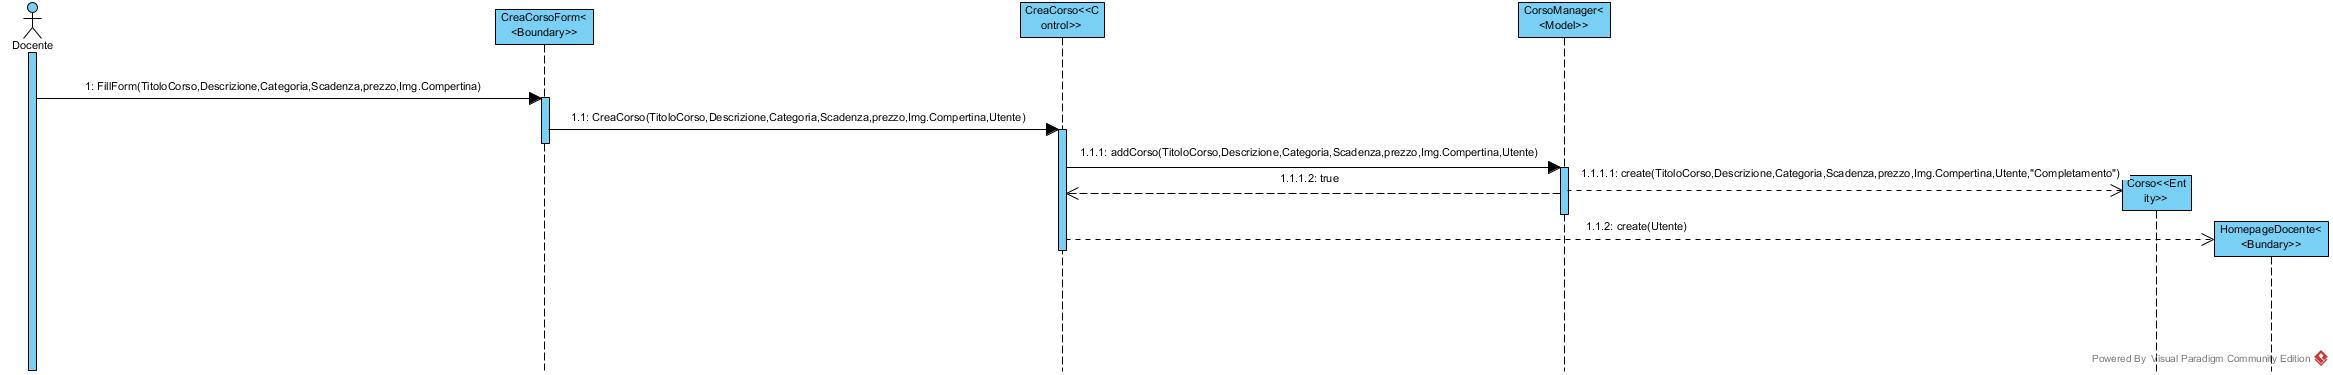 Docente
CreaCorsoForm<
<Boundary>>
CreaCorso<<C
ontrol>>
CorsoManager<
<Model>>
1: FillForm(TitoloCorso,Descrizione,Categoria,Scadenza,prezzo,Img.Compertina)
1.1: CreaCorso(TitoloCorso,Descrizione,Categoria,Scadenza,prezzo,Img.Compertina,Utente)
1.1.1: addCorso(TitoloCorso,Descrizione,Categoria,Scadenza,prezzo,Img.Compertina,Utente)
1.1.1.1: create(TitoloCorso,Descrizione,Categoria,Scadenza,prezzo,Img.Compertina,Utente,"Completamento")
1.1.1.2: true
Corso<<Ent
ity>>
1.1.2: create(Utente)
HomepageDocente<
<Bundary>>
Powered By Visual Paradigm Community Edition